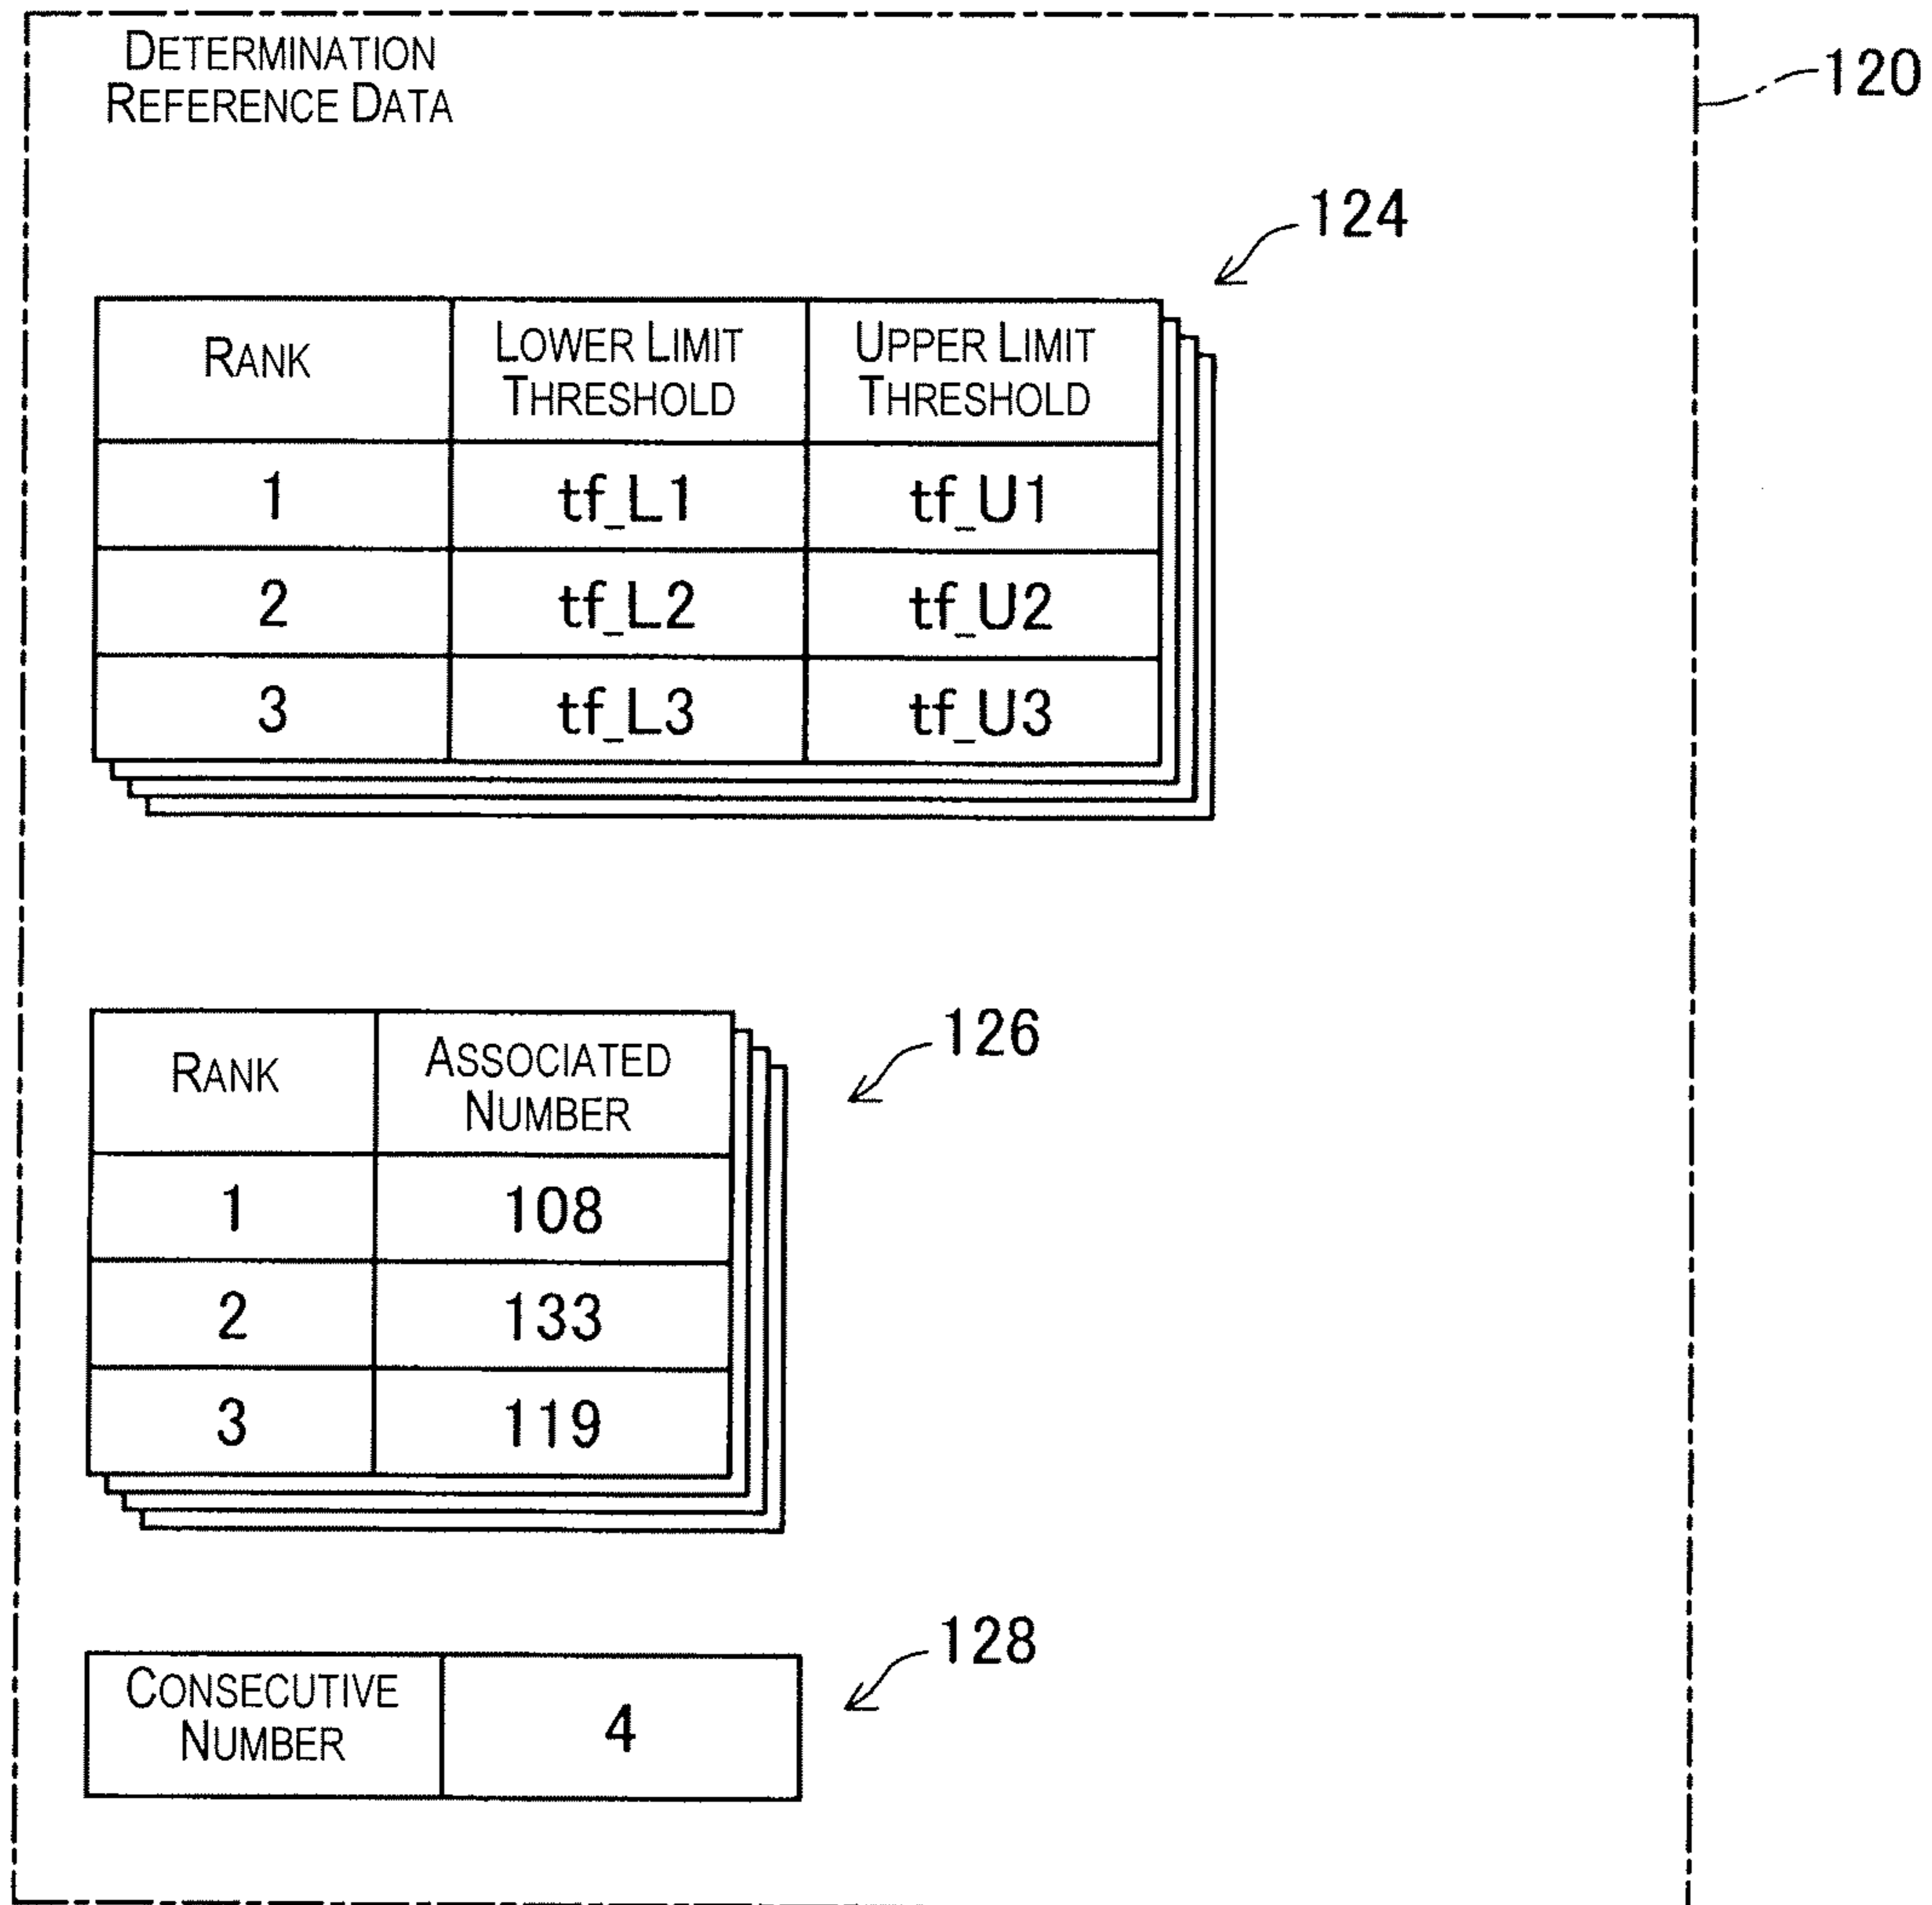 DETERMINATION
REFERENCE DATA
120
124
RANK
LOWER LIMIT
THRESHOLD
UPPER LIMIT
THRESHOLD
1
tf_L1
tf_U1
2
tf_L2
tf_U2
3
tf_L3
tf_U3
126
RANK
ASSOCIATED
NUMBER
1
108
2
133
3
119
128
CONSECUTIVE
NUMBER
4